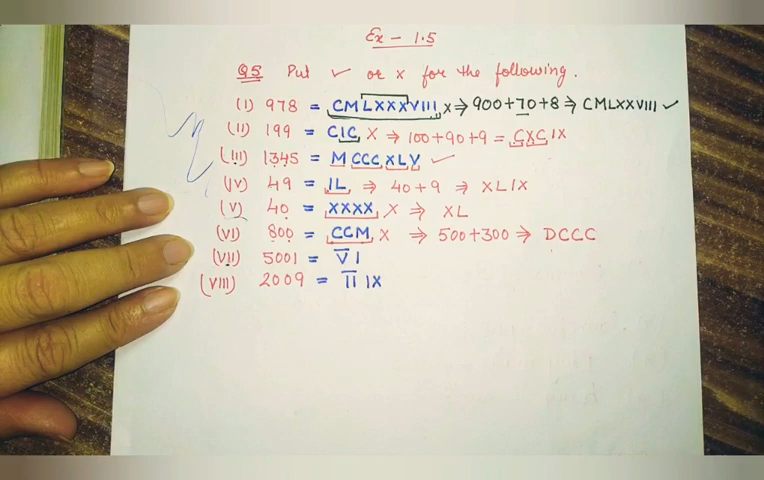 Ex - 1.5
Q5 Put ✓ or x for the following.
(I) 978 = CMLXXXVIII X ⇒ 900+70+8 ⇒ CMLXXVIII ✓
(II) 199 = CIC X ⇒ 100+90+9 = CXCIX
(III) 1345 = MCCCXLV ✓
(IV) 49 = IL ⇒ 40+9 ⇒ XLIX
(V) 40 = XXXX X ⇒ XL
(VI) 800 = CCM X ⇒ 500+300 ⇒ DCCC
(VII) 5001 = V̅I
(VIII) 2009 = I̅I̅ IX